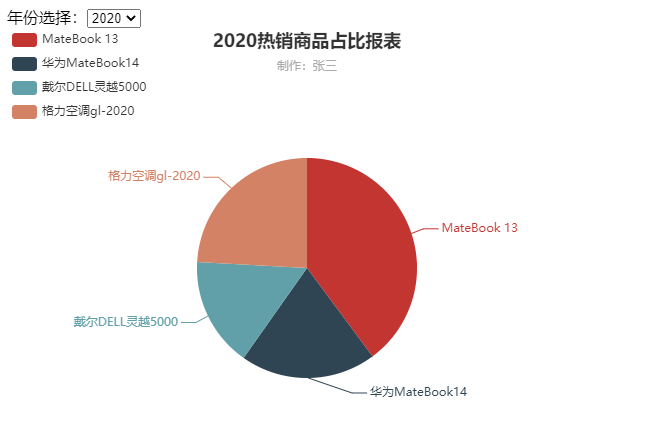 年份选择：2020
2020热销商品占比报表
制作：张三
MateBook 13
华为MateBook14
戴尔DELL灵越5000
格力空调gl-2020
格力空调gl-2020
MateBook 13
戴尔DELL灵越5000
华为MateBook14